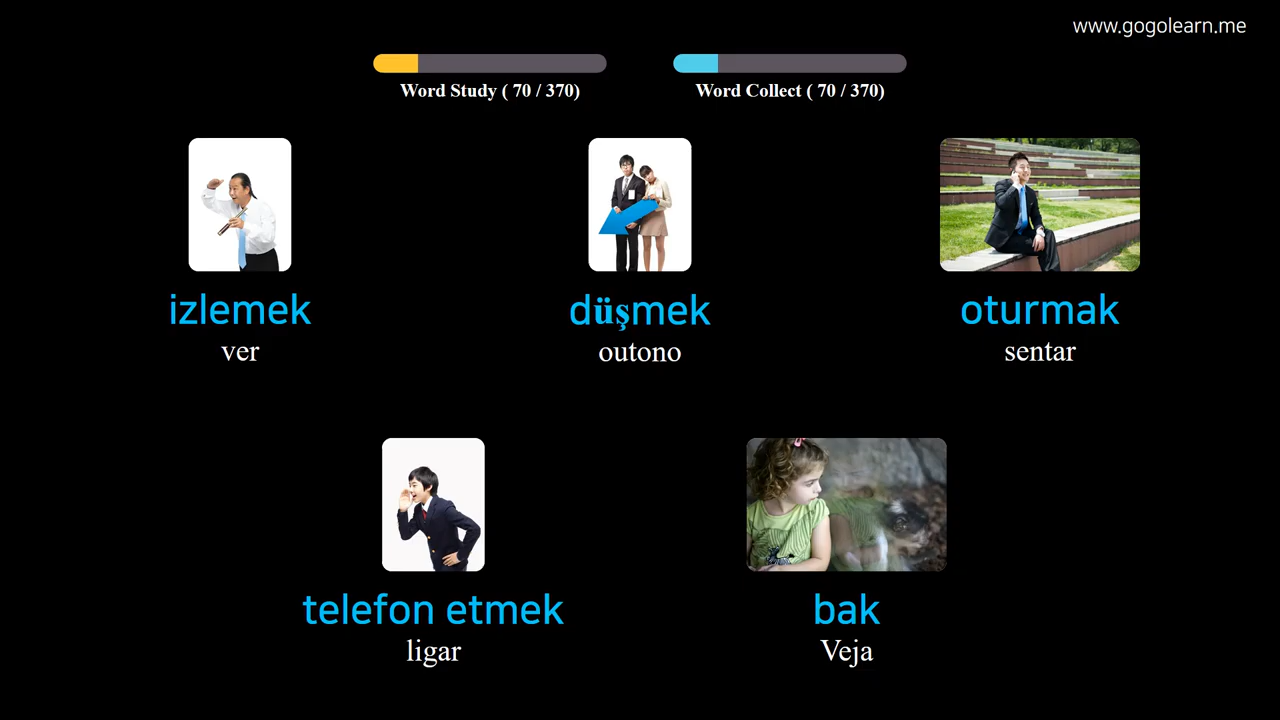 www.gogolearn.me
Word Study ( 70 / 370)
Word Collect ( 70 / 370)
izlemek
ver
düşmek
outono
oturmak
sentar
telefon etmek
ligar
bak
Veja